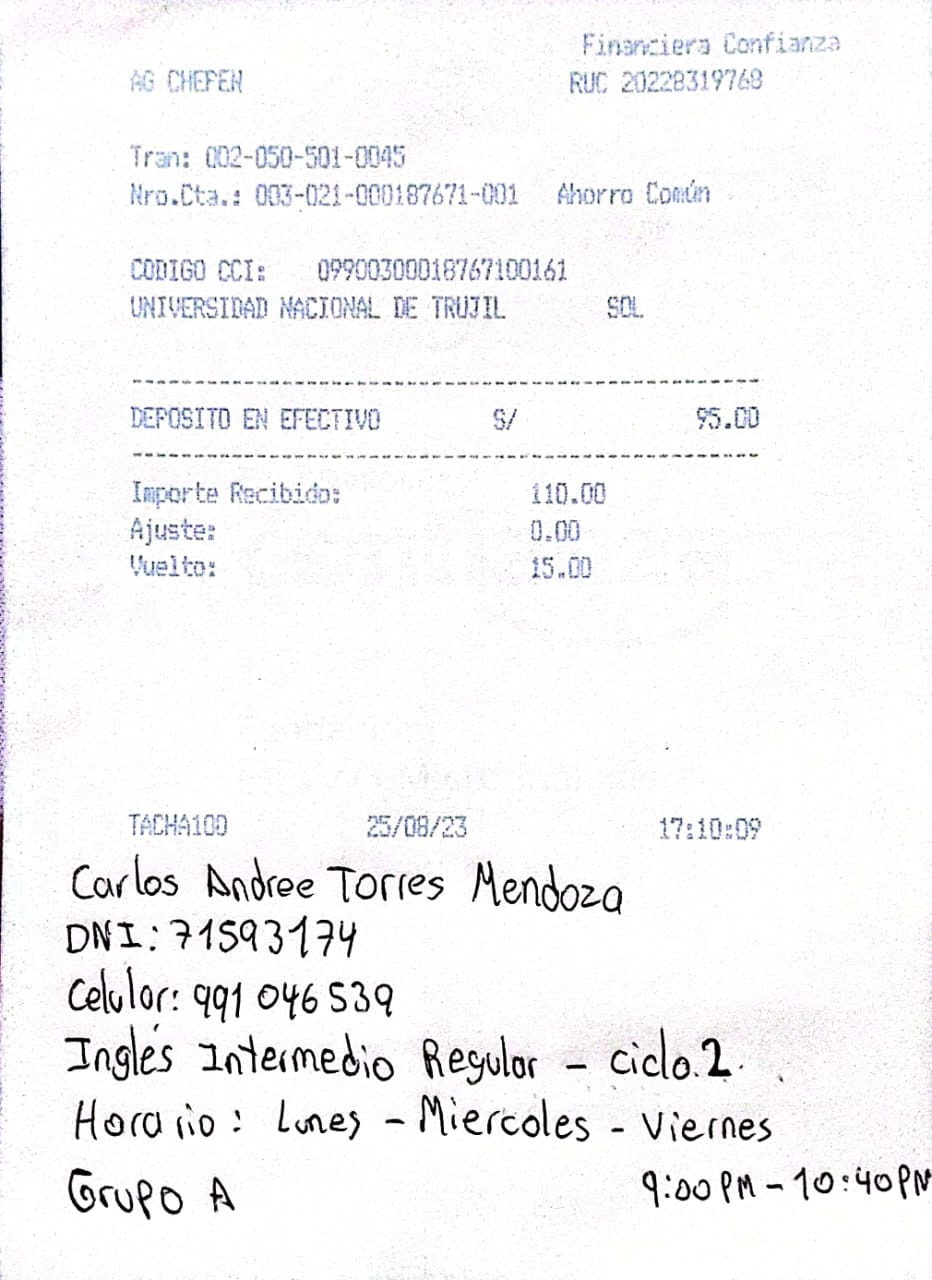 Financiera Confianza
AG CHEPEN RUC 20228319768
Tran: 002-050-501-0045
Nro.Cta.: 003-021-000187671-001 Ahorro Común
CODIGO CCI: 09900300018767100161
UNIVERSIDAD NACIONAL DE TRUJIL SOL
DEPOSITO EN EFECTIVO S/ 95.00
Importe Recibido: 110.00
Ajuste: 0.00
Vuelto: 15.00
TACHA100 25/08/23 17:10:09
Carlos Andree Torres Mendoza
DNI: 71593174
Celular: 991 046 539
Inglés Intermedio Regular - Ciclo.2.
Horario: Lunes - Miercoles - Viernes
Grupo A 9:00 PM - 10:40 PM